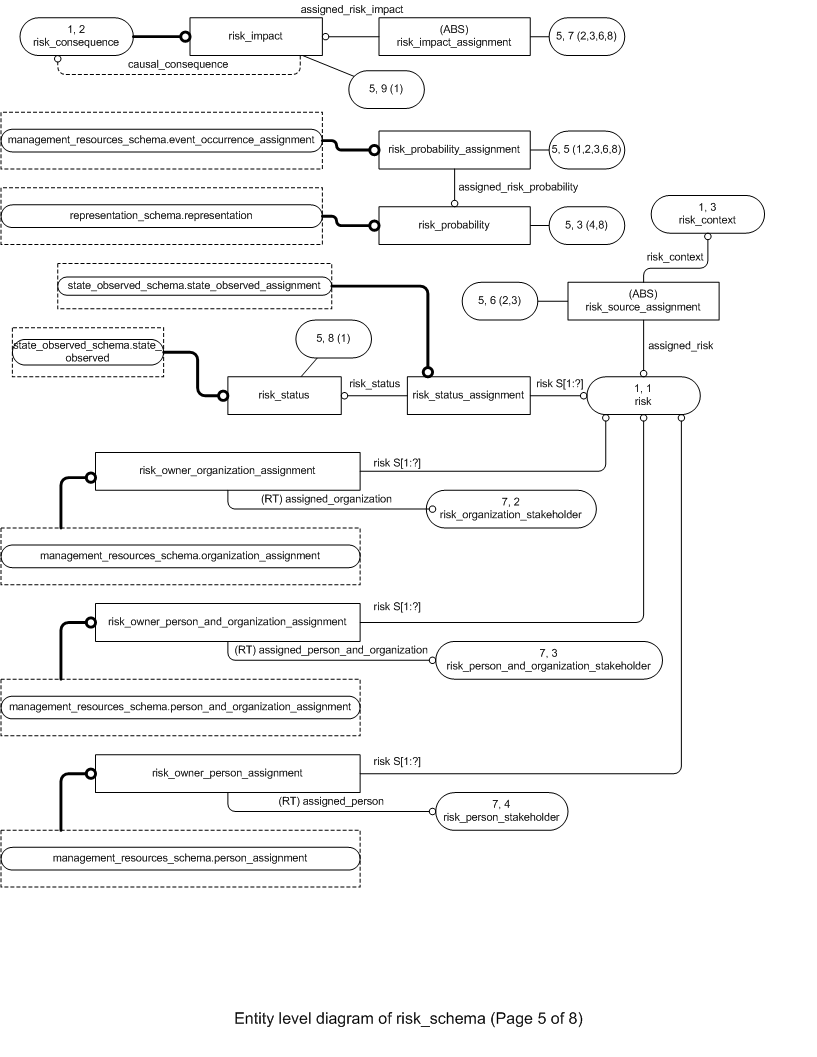 assigned_risk_impact
1, 2
risk_consequence
risk_impact
(ABS)
risk_impact_assignment
5, 7 (2,3,6,8)
causal_consequence
5, 9 (1)
management_resources_schema.event_occurrence_assignment
risk_probability_assignment
5, 5 (1,2,3,6,8)
assigned_risk_probability
representation_schema.representation
risk_probability
5, 3 (4,8)
1, 3
risk_context
risk_context
state_observed_schema.state_observed_assignment
5, 6 (2,3)
(ABS)
risk_source_assignment
state_observed_schema.state_
observed
5, 8 (1)
assigned_risk
risk_status
risk_status
risk_status_assignment
risk S[1:?]
1, 1
risk
risk_owner_organization_assignment
risk S[1:?]
(RT) assigned_organization
7, 2
risk_organization_stakeholder
management_resources_schema.organization_assignment
risk_owner_person_and_organization_assignment
risk S[1:?]
(RT) assigned_person_and_organization
7, 3
risk_person_and_organization_stakeholder
management_resources_schema.person_and_organization_assignment
risk_owner_person_assignment
risk S[1:?]
(RT) assigned_person
7, 4
risk_person_stakeholder
management_resources_schema.person_assignment
Entity level diagram of risk_schema (Page 5 of 8)